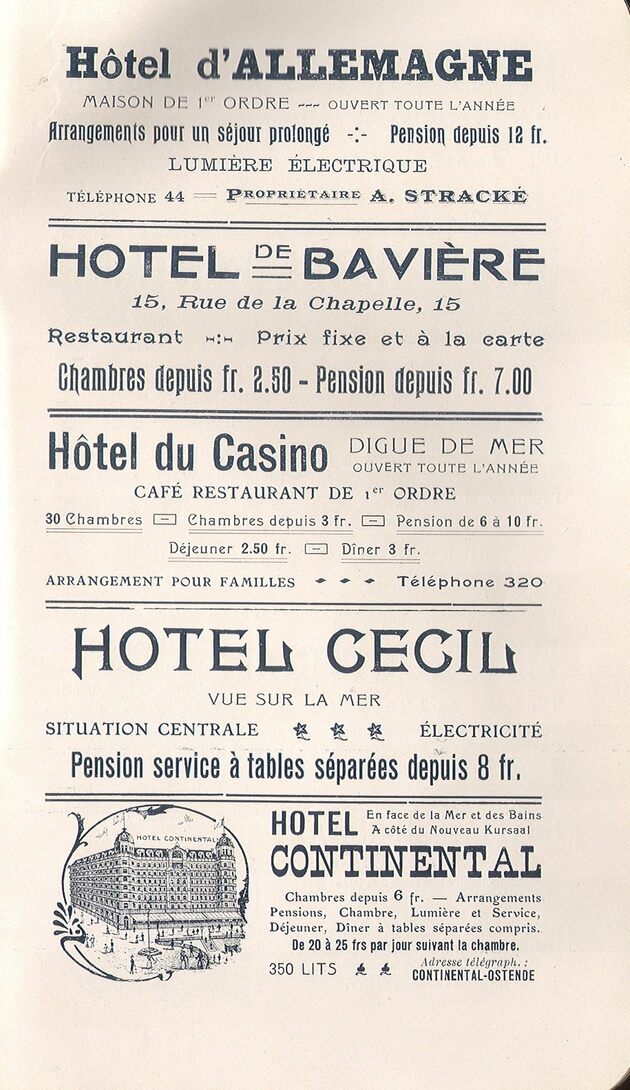 Hôtel d'ALLEMAGNE
MAISON DE 1er ORDRE --- OUVERT TOUTE L'ANNÉE
Arrangements pour un séjour prolongé -:- Pension depuis 12 fr.
LUMIÈRE ÉLECTRIQUE
TÉLÉPHONE 44 — PROPRIÉTAIRE A. STRACKÉ
HOTEL DE BAVIÈRE
15, Rue de la Chapelle, 15
Restaurant -:- Prix fixe et à la carte
Chambres depuis fr. 2.50 - Pension depuis fr. 7.00
Hôtel du Casino DIGUE DE MER
OUVERT TOUTE L'ANNÉE
CAFÉ RESTAURANT DE 1er ORDRE
30 Chambres Chambres depuis 3 fr. Pension de 6 à 10 fr.
Déjeuner 2.50 fr. Dîner 3 fr.
ARRANGEMENT POUR FAMILLES Téléphone 320
HOTEL CECIL
VUE SUR LA MER
SITUATION CENTRALE ÉLECTRICITÉ
Pension service à tables séparées depuis 8 fr.
HOTEL CONTINENTAL
HOTEL En face de la Mer et des Bains
A côté du Nouveau Kursaal
CONTINENTAL
Chambres depuis 6 fr. — Arrangements
Pensions, Chambre, Lumière et Service,
Déjeuner, Dîner à tables séparées compris.
De 20 à 25 frs par jour suivant la chambre.
350 LITS Adresse télégraph. :
CONTINENTAL-OSTENDE